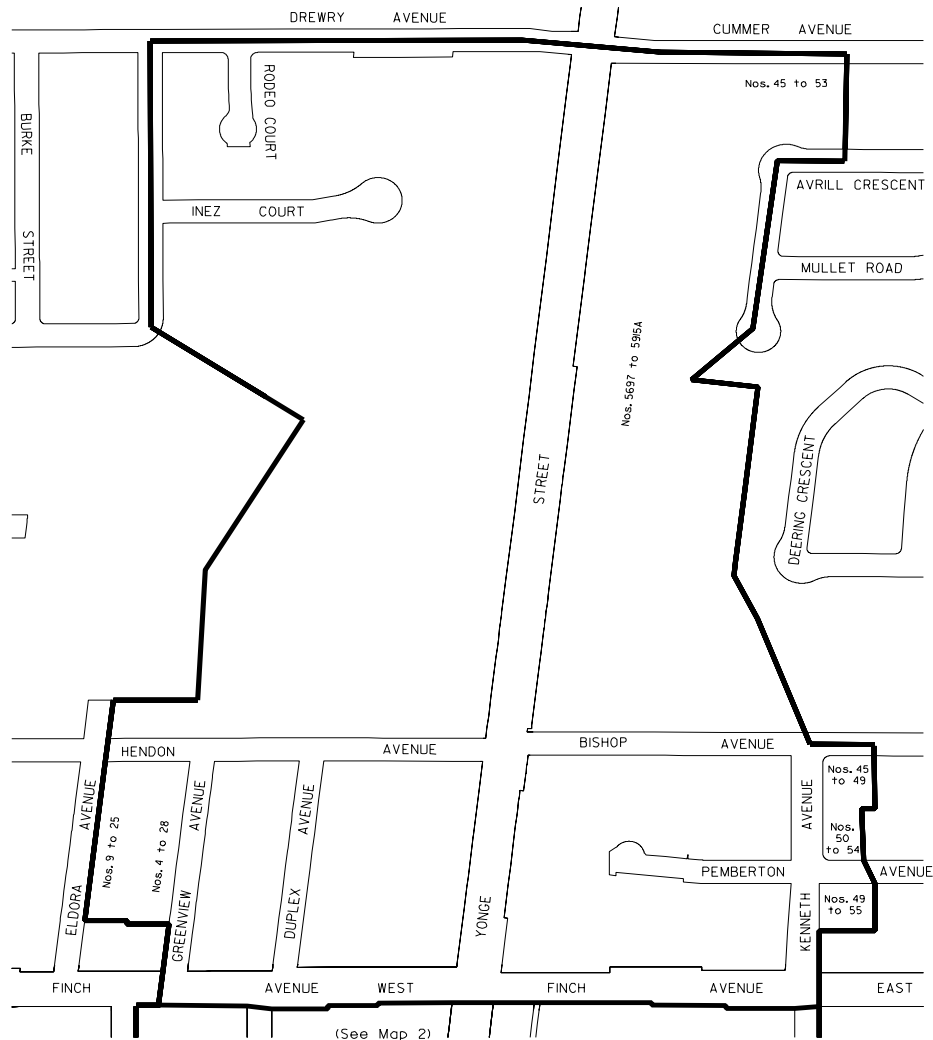 DREWRY AVENUE
CUMMER AVENUE
Nos. 45 to 53
RODEO COURT
BURKE STREET
AVRILL CRESCENT
INEZ COURT
MULLET ROAD
Nos. 5697 to 5915A
STREET
DEERING CRESCENT
HENDON AVENUE
BISHOP AVENUE
Nos. 45
to 49
AVENUE
AVENUE
AVENUE
AVENUE
Nos. 9 to 25
Nos. 4 to 28
Nos.
50
to 54
PEMBERTON AVENUE
ELDORA
GREENVIEW
DUPLEX
YONGE
KENNETH
Nos. 49
to 55
FINCH AVENUE WEST FINCH AVENUE EAST
(See Map 2)